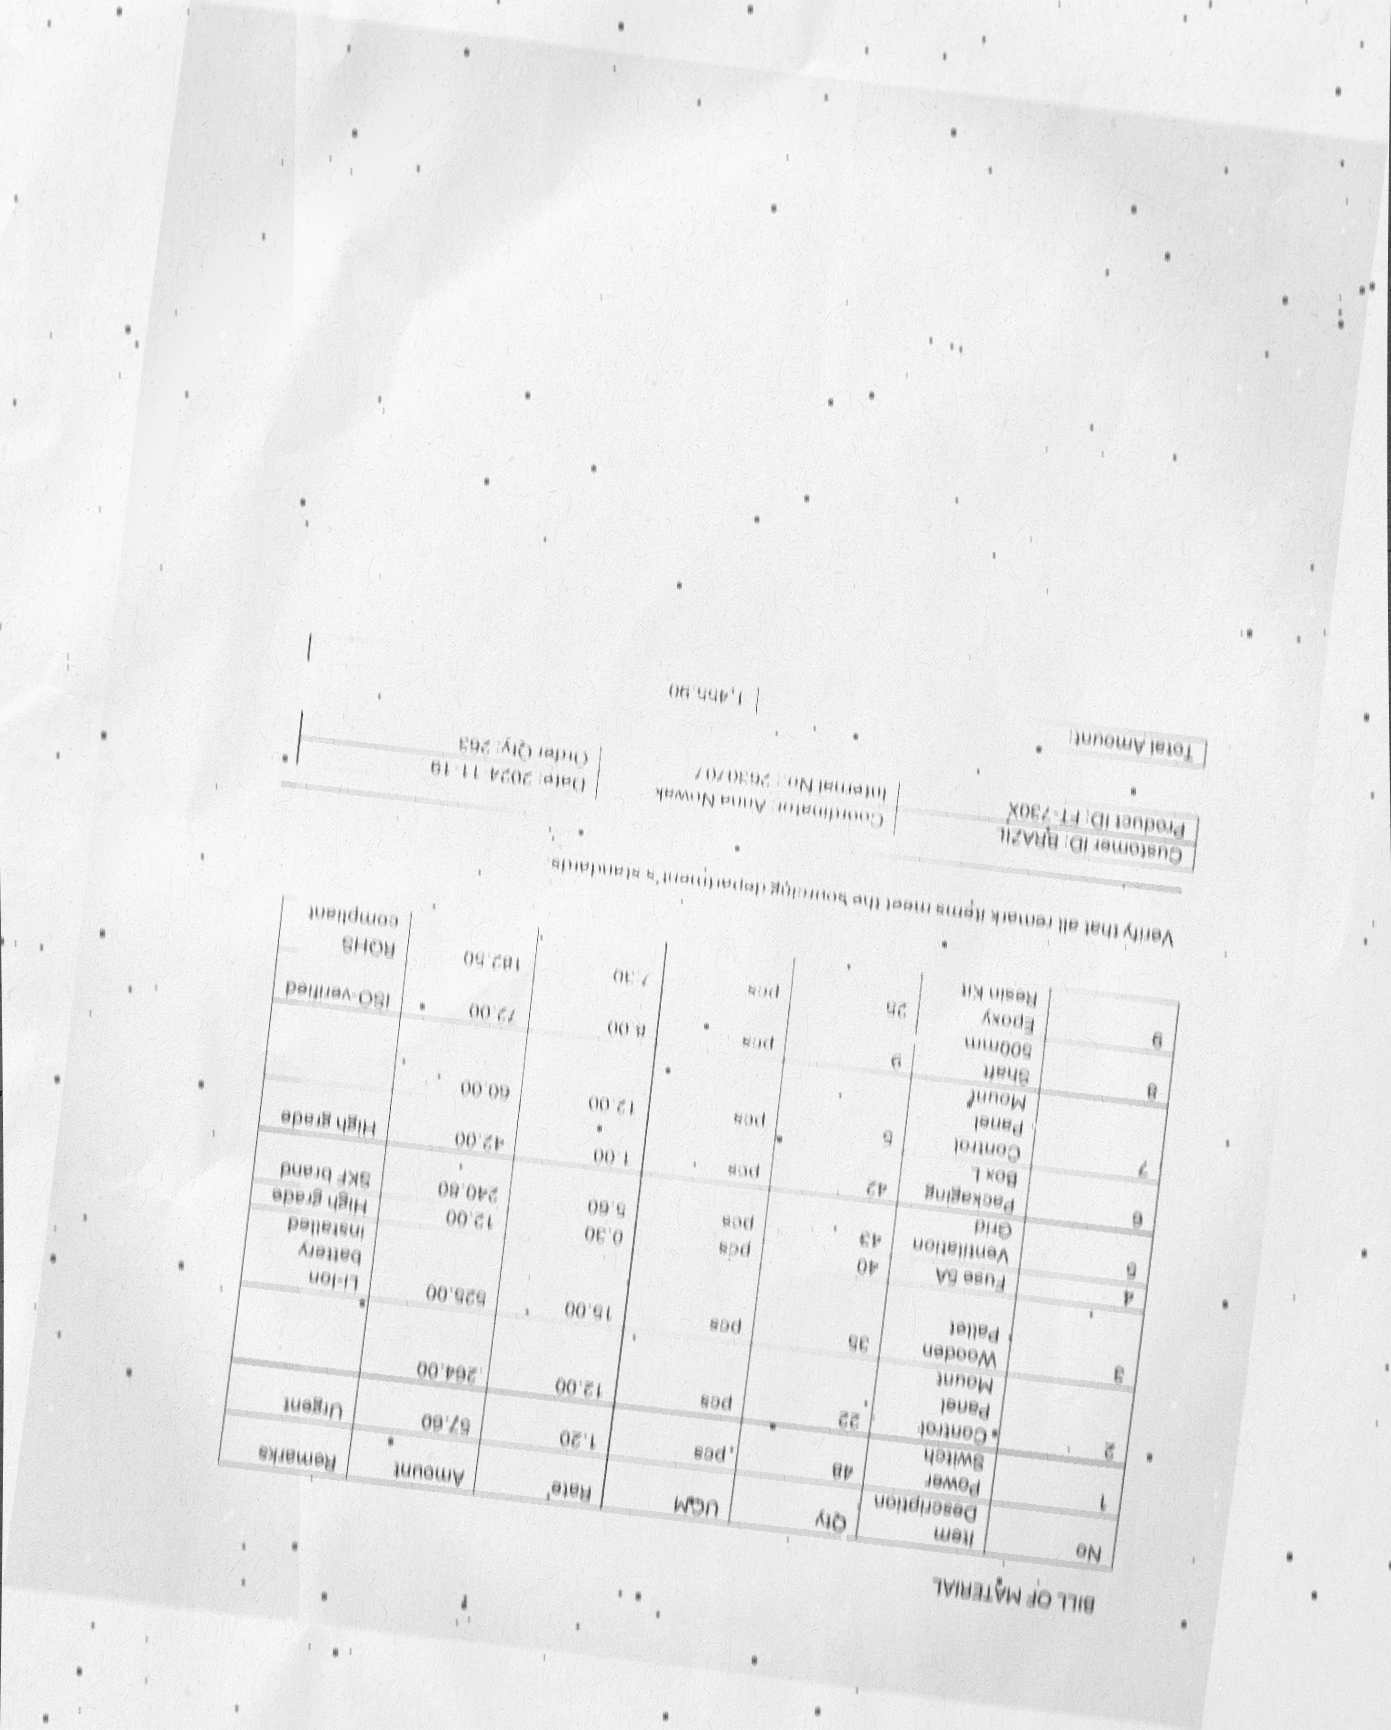 BILL OF MATERIAL
No Item Description Qty UOM Rate Amount Remarks
1 Power Switch 48 pcs 1.20 57.60 Urgent
2 Control Panel Mount 22 pcs 12.00 264.00
3 Wooden Pallet 35 pcs 15.00 525.00 Li-Ion battery installed
4 Fuse 5A 40 pcs 0.30 12.00 High grade
5 Ventilation Grid 43 pcs 5.60 240.80 SKF brand
6 Packaging Box L 42 pcs 1.00 42.00 High grade
7 Control Panel Mount 5 pcs 12.00 60.00
8 Shaft 500mm 9 pcs 8.00 72.00 ISO-verified
9 Epoxy Resin Kit 25 pcs 7.30 182.50 ROHS compliant
Verify that all remark items meet the sourcing department's standards.
Customer ID: BRAZIL Coordinator: Anna Nowak Date: 2024-11-19
Product ID: FT-730X Internal No.: 2630707 Order Qty: 263
Total Amount: 1,455.90